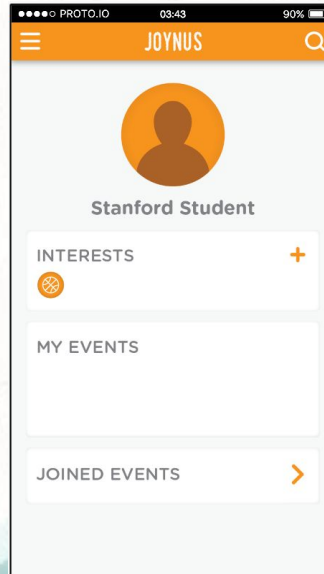 PROTO.IO 03:43 90%
JOYNUS
Stanford Student
INTERESTS +
MY EVENTS
JOINED EVENTS